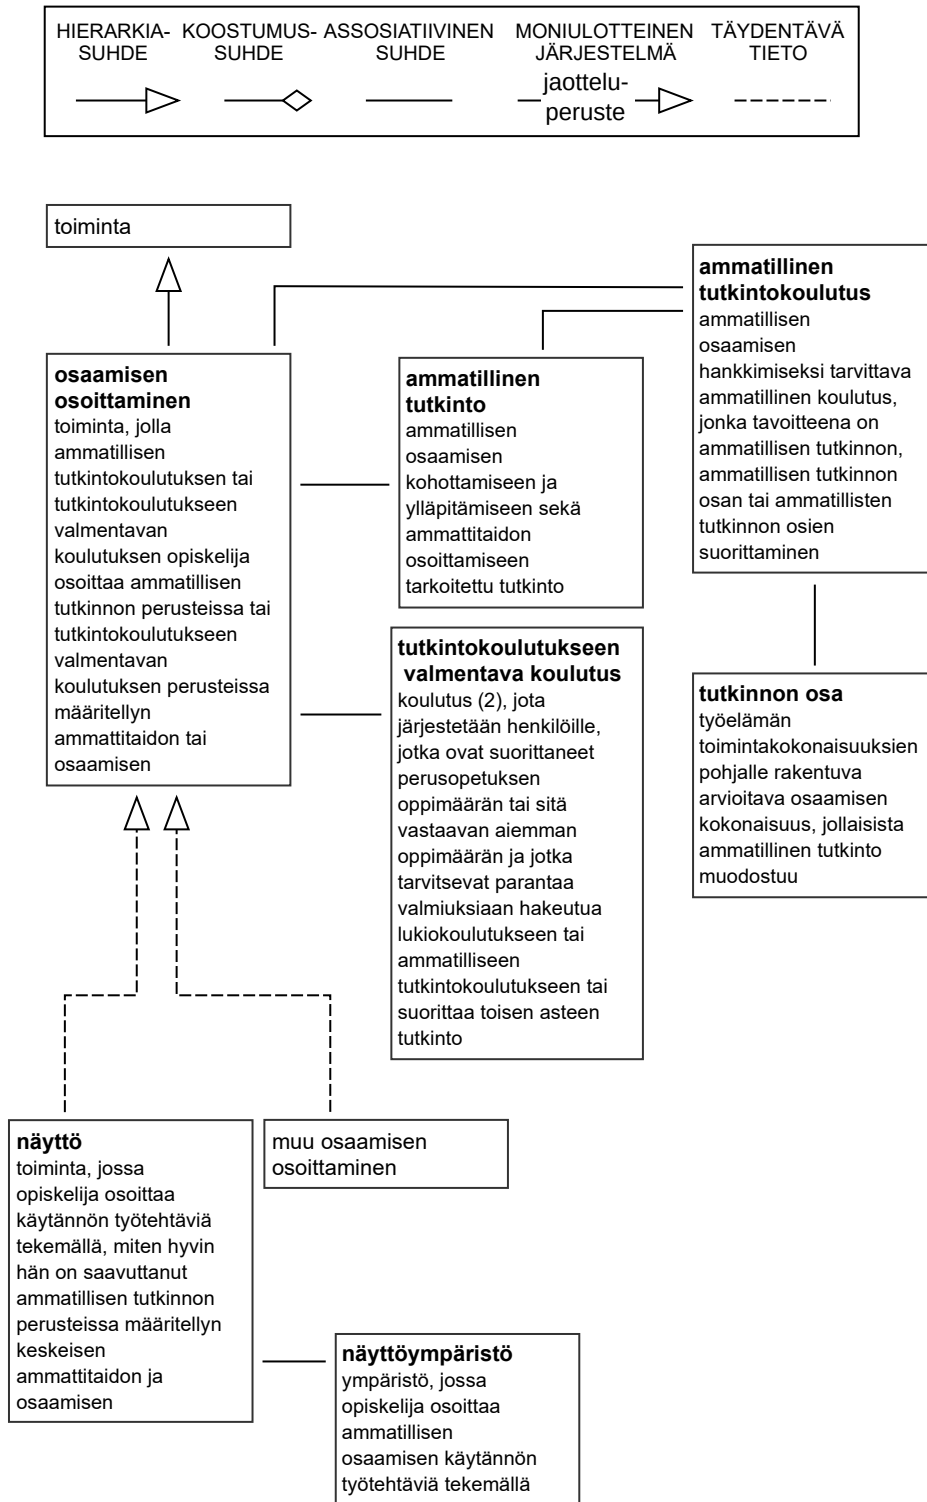 HIERARKIA-
SUHDE
KOOSTUMUS-
SUHDE
ASSOSIATIIVINEN
SUHDE
MONIULOTTEINEN
JÄRJESTELMÄ
jaottelu-
peruste
TÄYDENTÄVÄ
TIETO
toiminta
ammatillinen
tutkintokoulutus
ammatillisen
osaamisen
hankkimiseksi tarvittava
ammatillinen koulutus,
jonka tavoitteena on
ammatillisen tutkinnon,
ammatillisen tutkinnon
osan tai ammatillisten
tutkinnon osien
suorittaminen
osaamisen
osoittaminen
toiminta, jolla
ammatillisen
tutkintokoulutuksen tai
tutkintokoulutukseen
valmentavan
koulutuksen opiskelija
osoittaa ammatillisen
tutkinnon perusteissa tai
tutkintokoulutukseen
valmentavan
koulutuksen perusteissa
määritellyn
ammattitaidon tai
osaamisen
ammatillinen
tutkinto
ammatillisen
osaamisen
kohottamiseen ja
ylläpitämiseen sekä
ammattitaidon
osoittamiseen
tarkoitettu tutkinto
tutkintokoulutukseen
valmentava koulutus
koulutus (2), jota
järjestetään henkilöille,
jotka ovat suorittaneet
perusopetuksen
oppimäärän tai sitä
vastaavan aiemman
oppimäärän ja jotka
tarvitsevat parantaa
valmiuksiaan hakeutua
lukiokoulutukseen tai
ammatilliseen
tutkintokoulutukseen tai
suorittaa toisen asteen
tutkinto
tutkinnon osa
työelämän
toimintakokonaisuuksien
pohjalle rakentuva
arvioitava osaamisen
kokonaisuus, jollaisista
ammatillinen tutkinto
muodostuu
näyttö
toiminta, jossa
opiskelija osoittaa
käytännön työtehtäviä
tekemällä, miten hyvin
hän on saavuttanut
ammatillisen tutkinnon
perusteissa määritellyn
keskeisen
ammattitaidon ja
osaamisen
muu osaamisen
osoittaminen
näyttöympäristö
ympäristö, jossa
opiskelija osoittaa
ammatillisen
osaamisen käytännön
työtehtäviä tekemällä